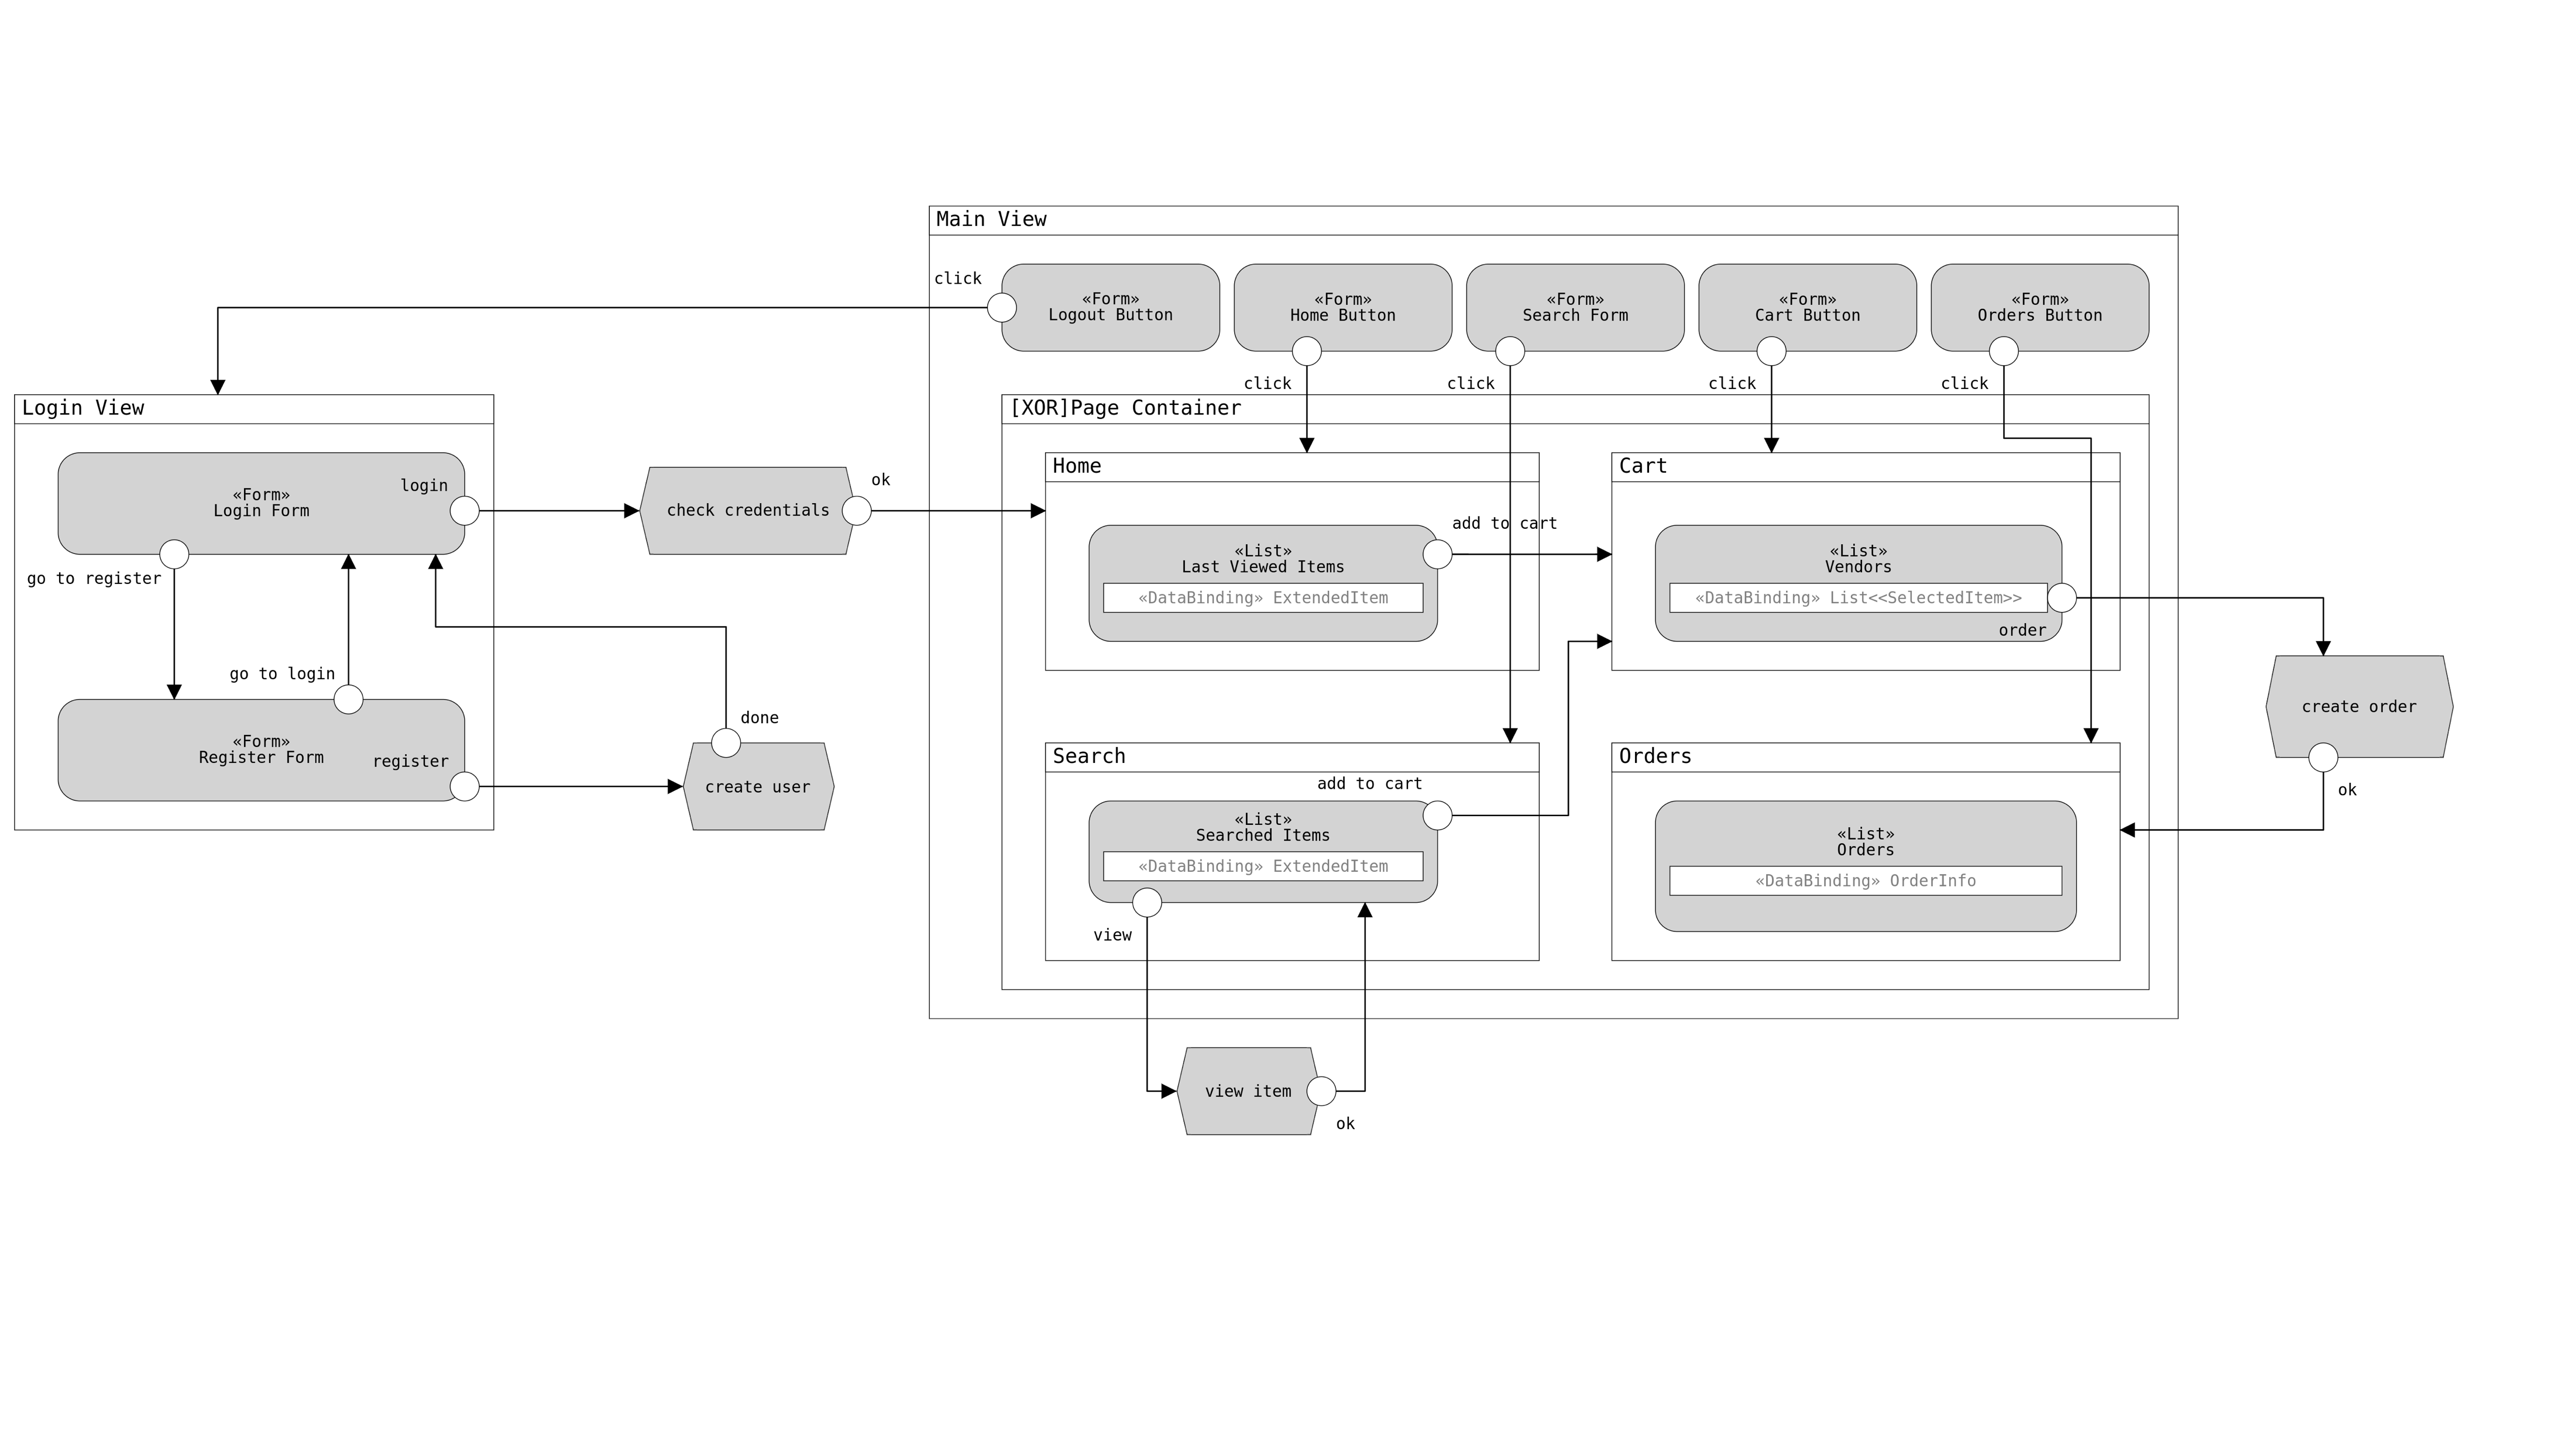 Main View
click
«Form»
Logout Button
«Form»
Home Button
«Form»
Search Form
«Form»
Cart Button
«Form»
Orders Button
click
click
click
click
Login View
[XOR]Page Container
«Form»
Login Form
login
go to register
check credentials
ok
Home
«List»
Last Viewed Items
«DataBinding» ExtendedItem
add to cart
Cart
«List»
Vendors
«DataBinding» List<<SelectedItem>>
order
go to login
«Form»
Register Form
register
done
create user
create order
ok
Search
add to cart
«List»
Searched Items
«DataBinding» ExtendedItem
view
Orders
«List»
Orders
«DataBinding» OrderInfo
view item
ok